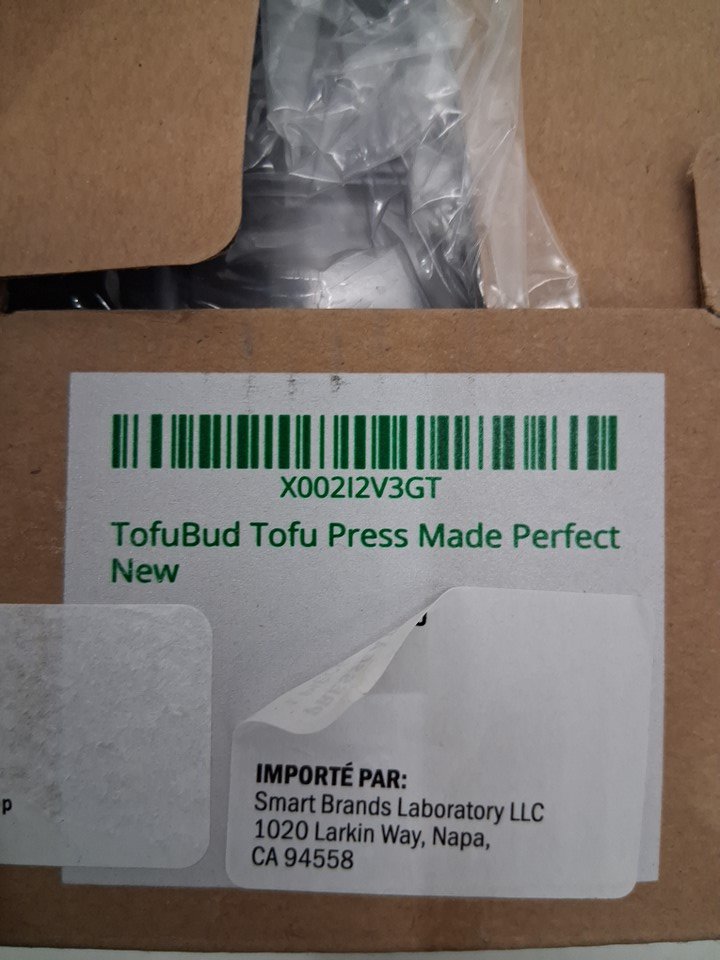 X002I2V3GT
TofuBud Tofu Press Made Perfect
New
IMPORTÉ PAR:
Smart Brands Laboratory LLC
1020 Larkin Way, Napa,
CA 94558
p